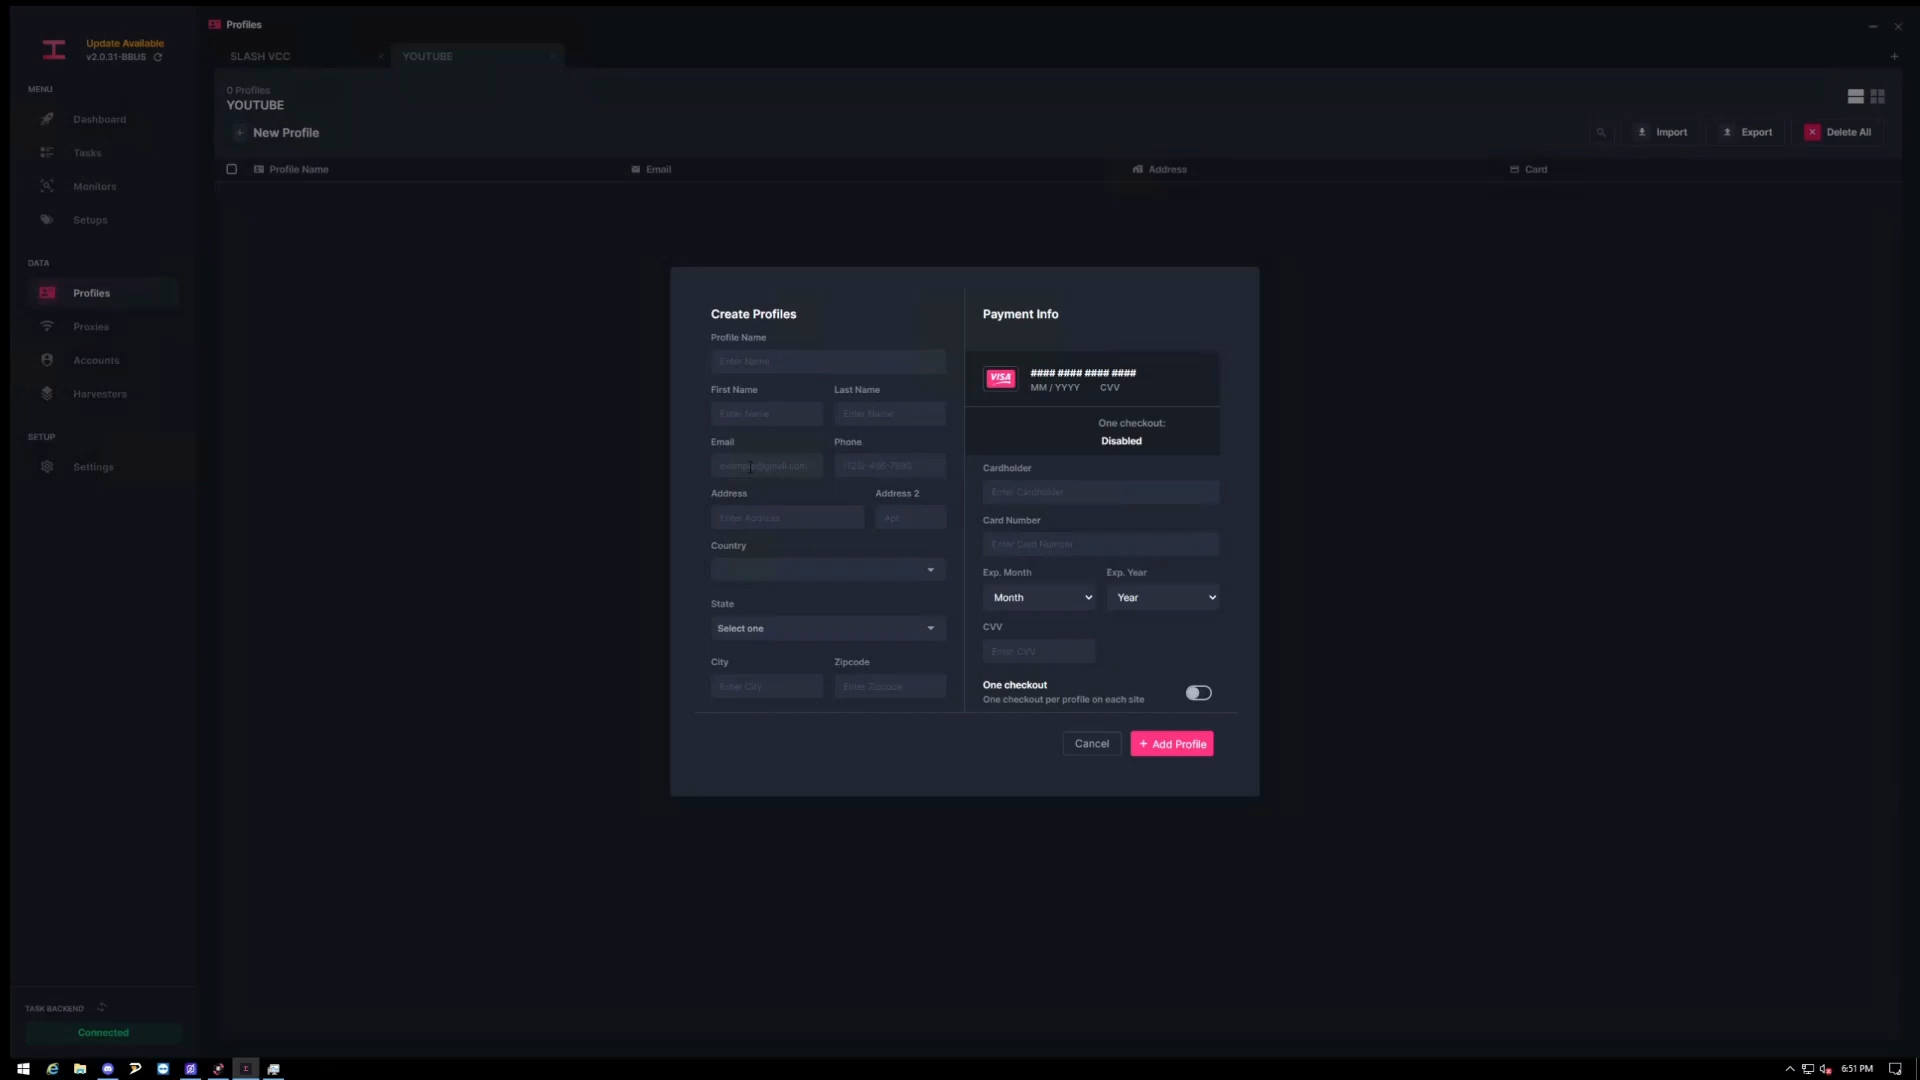 Profiles
Update Available
v2.0.31-BBUS
SLASH VCC
YOUTUBE
MENU
Dashboard
Tasks
Monitors
Setups
DATA
Profiles
Proxies
Accounts
Harvesters
SETUP
Settings
TASK BACKEND
Connected
0 Profiles
YOUTUBE
+ New Profile
Import
Export
Delete All
Profile Name
Email
Address
Card
Create Profiles
Profile Name
Enter Name
First Name
Last Name
Enter Name
Enter Name
Email
Phone
example@gmail.com
Address
Address 2
Enter Address
Apt
Country
State
Select one
City
Zipcode
Enter City
Enter Zipcode
Payment Info
VISA
#### #### #### ####
MM / YYYY
CVV
One checkout:
Disabled
Cardholder
Enter Cardholder
Card Number
Enter Card Number
Exp. Month
Exp. Year
Month
Year
CVV
Enter CVV
One checkout
One checkout per profile on each site
Cancel
+ Add Profile
6:51 PM